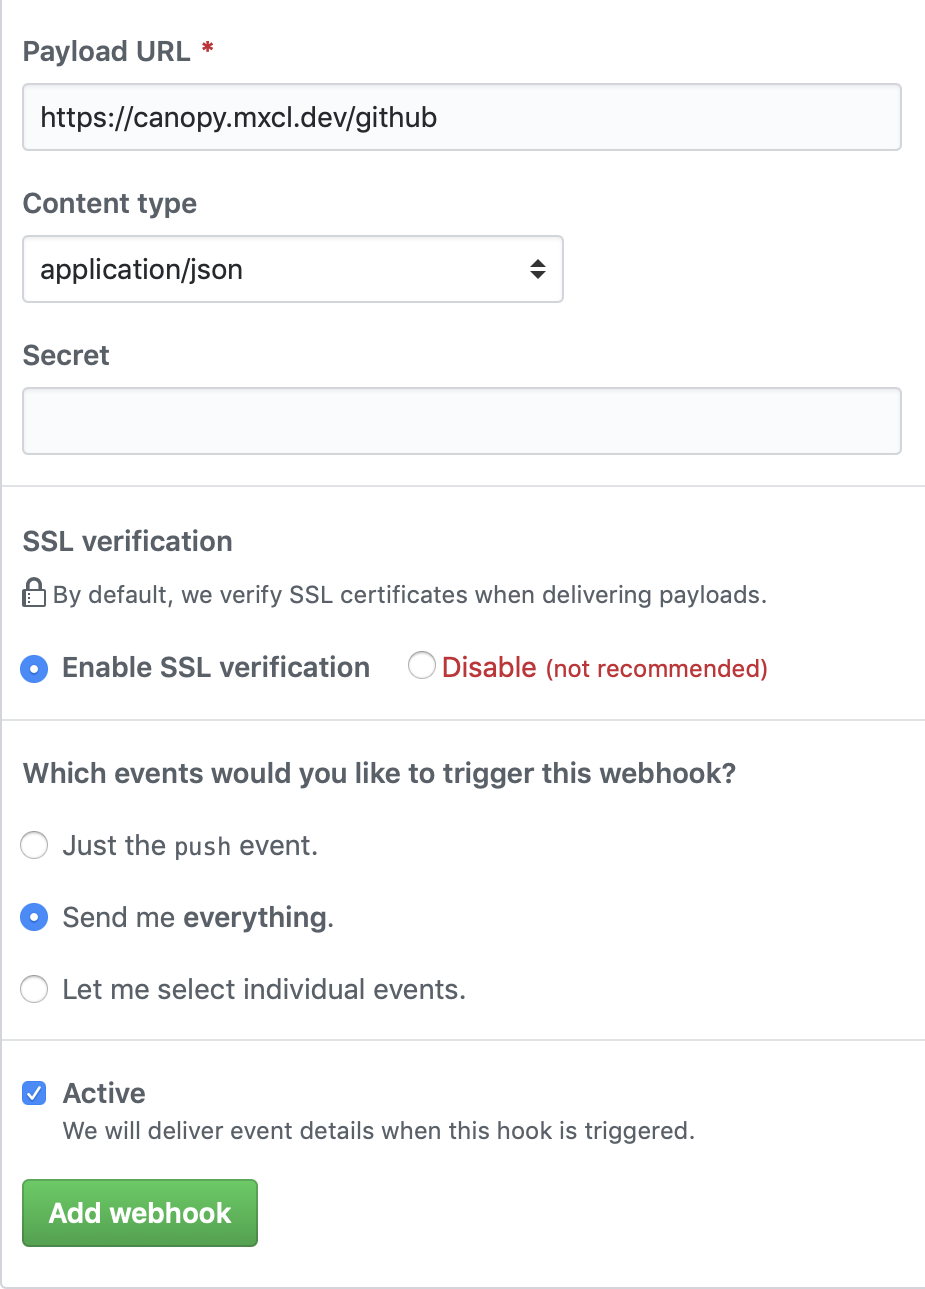 Payload URL *
https://canopy.mxcl.dev/github
Content type
application/json
Secret
SSL verification
By default, we verify SSL certificates when delivering payloads.
Enable SSL verification Disable (not recommended)
Which events would you like to trigger this webhook?
Just the push event.
Send me everything.
Let me select individual events.
Active
We will deliver event details when this hook is triggered.
Add webhook